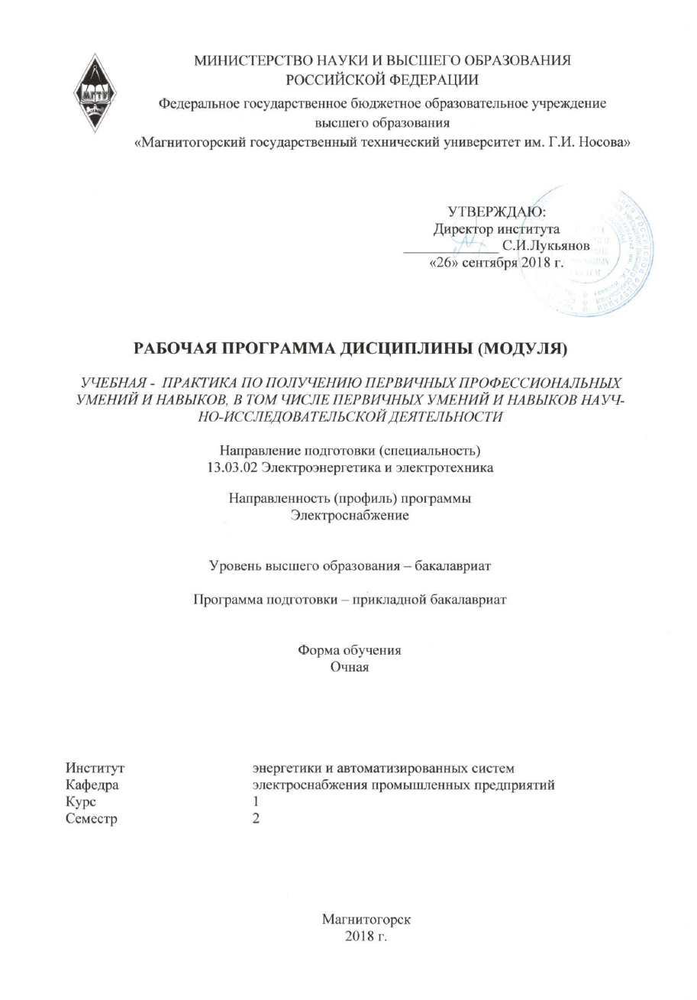 МИНИСТЕРСТВО НАУКИ И ВЫСШЕГО ОБРАЗОВАНИЯ
РОССИЙСКОЙ ФЕДЕРАЦИИ
Федеральное государственное бюджетное образовательное учреждение
высшего образования
«Магнитогорский государственный технический университет им. Г.И. Носова»
МГТУ
УТВЕРЖДАЮ:
Директор института
_____________ С.И.Лукьянов
«26» сентября 2018 г.
РАБОЧАЯ ПРОГРАММА ДИСЦИПЛИНЫ (МОДУЛЯ)
УЧЕБНАЯ - ПРАКТИКА ПО ПОЛУЧЕНИЮ ПЕРВИЧНЫХ ПРОФЕССИОНАЛЬНЫХ
УМЕНИЙ И НАВЫКОВ, В ТОМ ЧИСЛЕ ПЕРВИЧНЫХ УМЕНИЙ И НАВЫКОВ НАУЧ-
НО-ИССЛЕДОВАТЕЛЬСКОЙ ДЕЯТЕЛЬНОСТИ
Направление подготовки (специальность)
13.03.02 Электроэнергетика и электротехника
Направленность (профиль) программы
Электроснабжение
Уровень высшего образования – бакалавриат
Программа подготовки – прикладной бакалавриат
Форма обучения
Очная
Институт энергетики и автоматизированных систем
Кафедра электроснабжения промышленных предприятий
Курс 1
Семестр 2
Магнитогорск
2018 г.